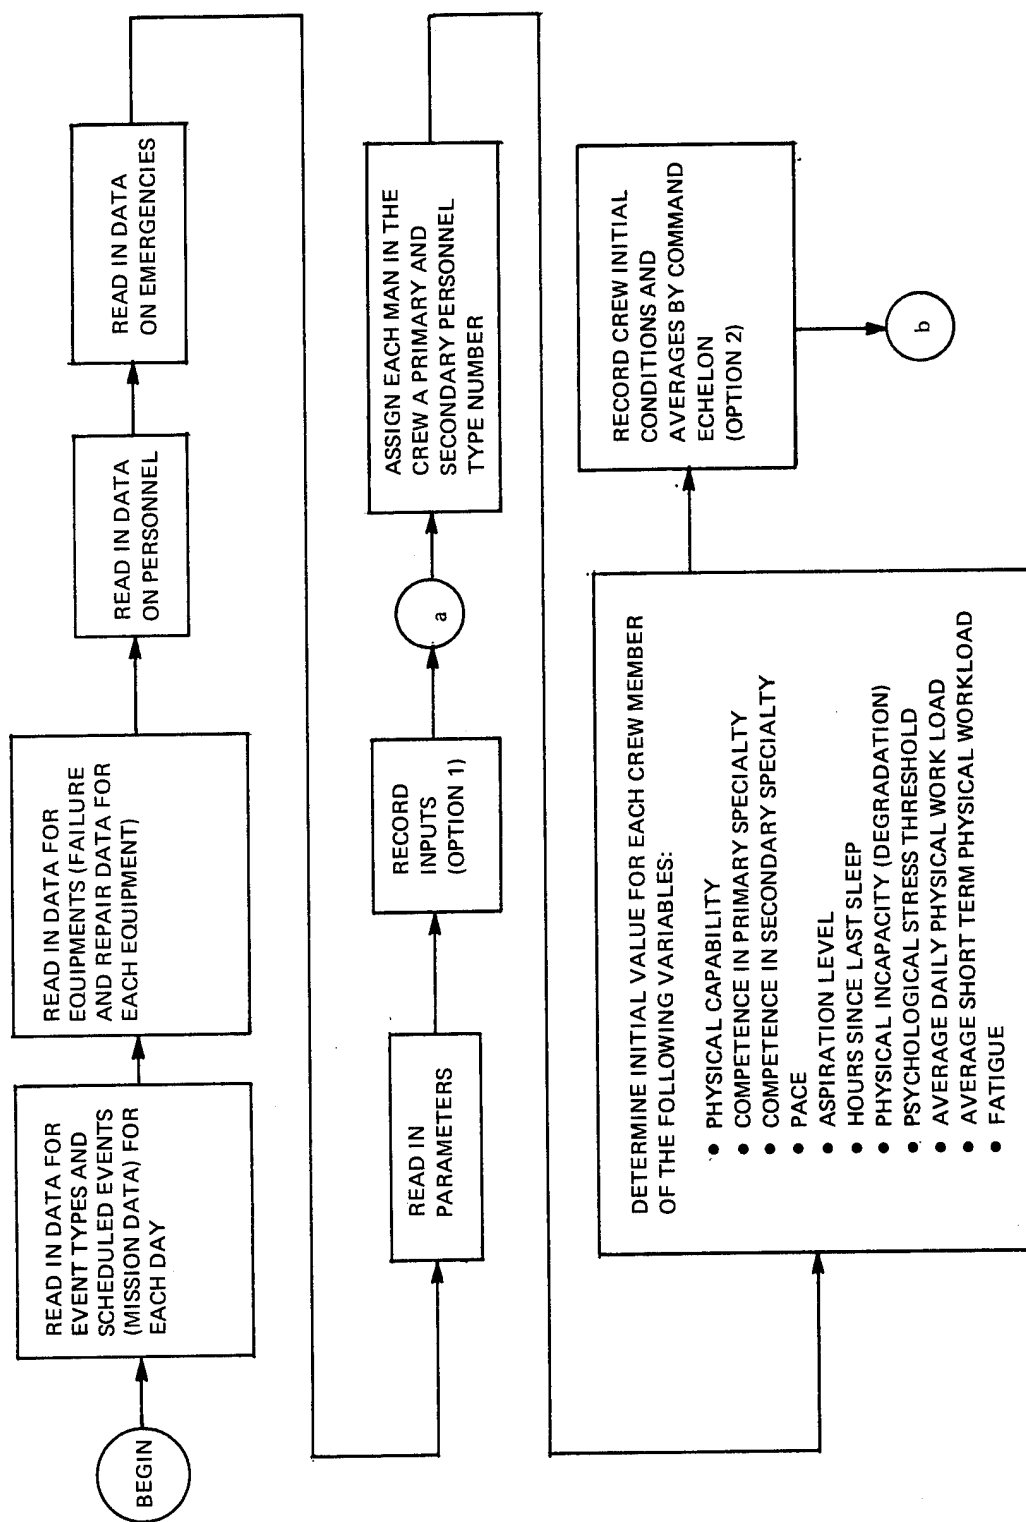 BEGIN
READ IN DATA FOR
EVENT TYPES AND
SCHEDULED EVENTS
(MISSION DATA) FOR
EACH DAY
READ IN DATA FOR
EQUIPMENTS (FAILURE
AND REPAIR DATA FOR
EACH EQUIPMENT)
READ IN DATA
ON PERSONNEL
READ IN DATA
ON EMERGENCIES
READ IN
PARAMETERS
RECORD
INPUTS
(OPTION 1)
a
ASSIGN EACH MAN IN THE
CREW A PRIMARY AND
SECONDARY PERSONNEL
TYPE NUMBER
DETERMINE INITIAL VALUE FOR EACH CREW MEMBER
OF THE FOLLOWING VARIABLES:
• PHYSICAL CAPABILITY
• COMPETENCE IN PRIMARY SPECIALTY
• COMPETENCE IN SECONDARY SPECIALTY
• PACE
• ASPIRATION LEVEL
• HOURS SINCE LAST SLEEP
• PHYSICAL INCAPACITY (DEGRADATION)
• PSYCHOLOGICAL STRESS THRESHOLD
• AVERAGE DAILY PHYSICAL WORK LOAD
• AVERAGE SHORT TERM PHYSICAL WORKLOAD
• FATIGUE
RECORD CREW INITIAL
CONDITIONS AND
AVERAGES BY COMMAND
ECHELON
(OPTION 2)
b